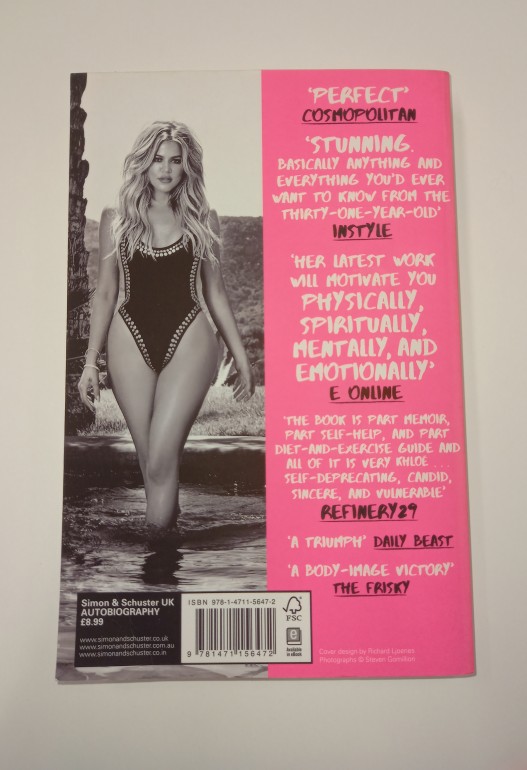 'PERFECT'
COSMOPOLITAN
'STUNNING.
BASICALLY ANYTHING AND
EVERYTHING YOU'D EVER
WANT TO KNOW FROM THE
THIRTY-ONE-YEAR-OLD'
INSTYLE
'HER LATEST WORK
WILL MOTIVATE YOU
PHYSICALLY,
SPIRITUALLY,
MENTALLY, AND
EMOTIONALLY'
E ONLINE
'THE BOOK IS PART MEMOIR,
PART SELF-HELP, AND PART
DIET-AND-EXERCISE GUIDE AND
ALL OF IT IS VERY KHLOÉ ...
SELF-DEPRECATING, CANDID,
SINCERE, AND VULNERABLE'
REFINERY29
'A TRIUMPH' DAILY BEAST
'A BODY-IMAGE VICTORY'
THE FRISKY
Simon & Schuster UK
AUTOBIOGRAPHY
£8.99
www.simonandschuster.co.uk
www.simonandschuster.com.au
www.simonandschuster.co.in
ISBN 978-1-4711-5647-2
9 781471 156472
FSC
e
Available
in eBook
Cover design by Richard
Photographs © Steven Gomillion